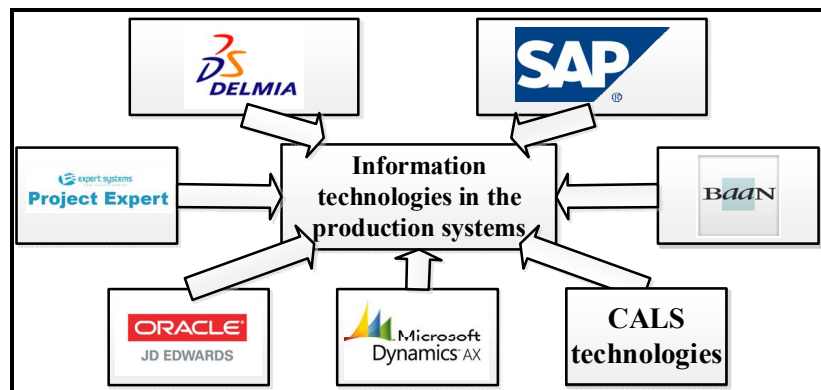 DS
DELMIA
SAP
®
expert systems
Project Expert
Information
technologies in the
production systems
BaaN
ORACLE®
JD EDWARDS
Microsoft
Dynamics AX
CALS
technologies